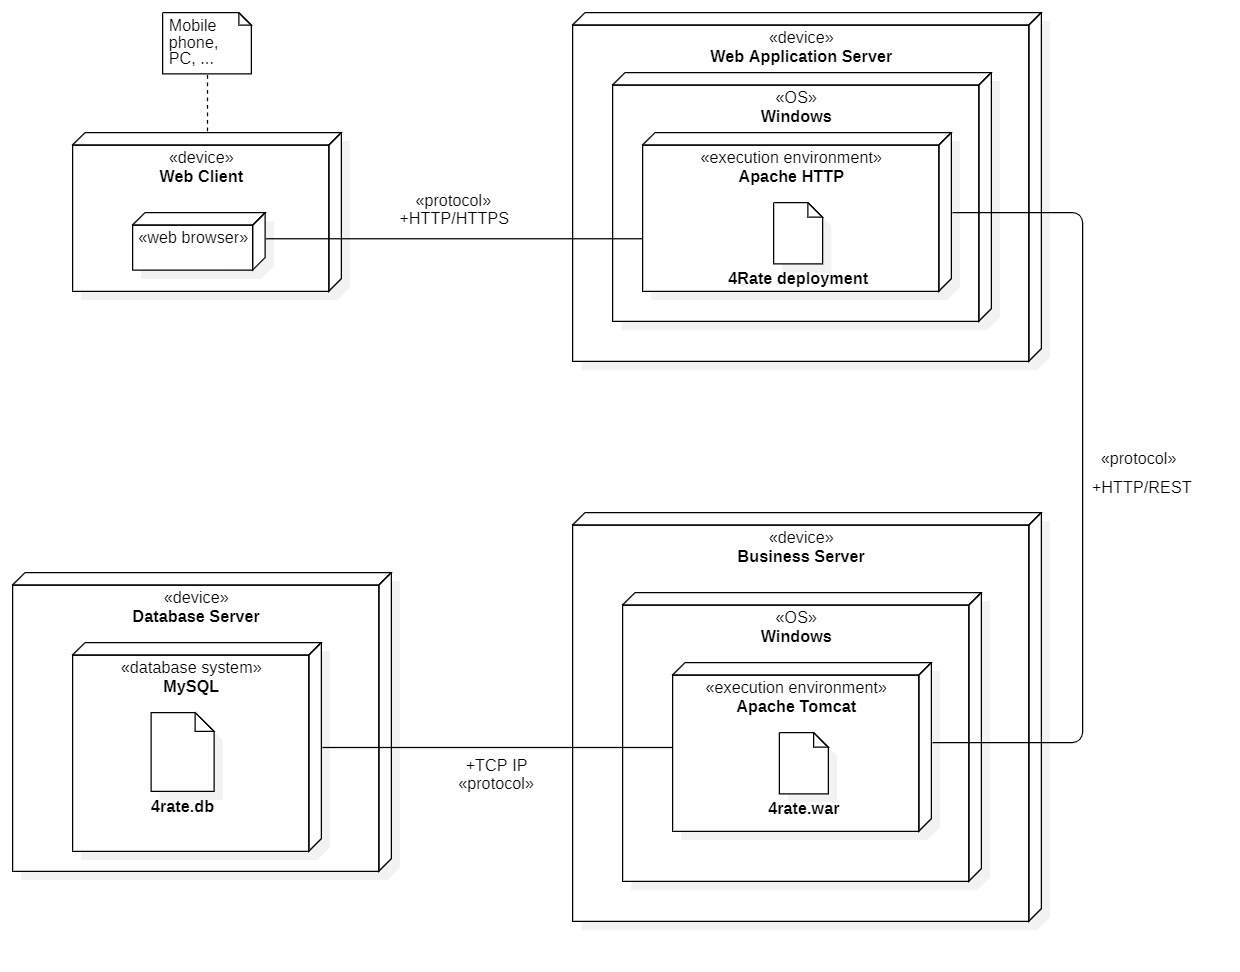 Mobile
phone,
PC, ...
«device»
Web Client
«web browser»
«protocol»
+HTTP/HTTPS
«device»
Web Application Server
«OS»
Windows
«execution environment»
Apache HTTP
4Rate deployment
«protocol»
+HTTP/REST
«device»
Business Server
«OS»
Windows
«execution environment»
Apache Tomcat
4rate.war
+TCP IP
«protocol»
«device»
Database Server
«database system»
MySQL
4rate.db